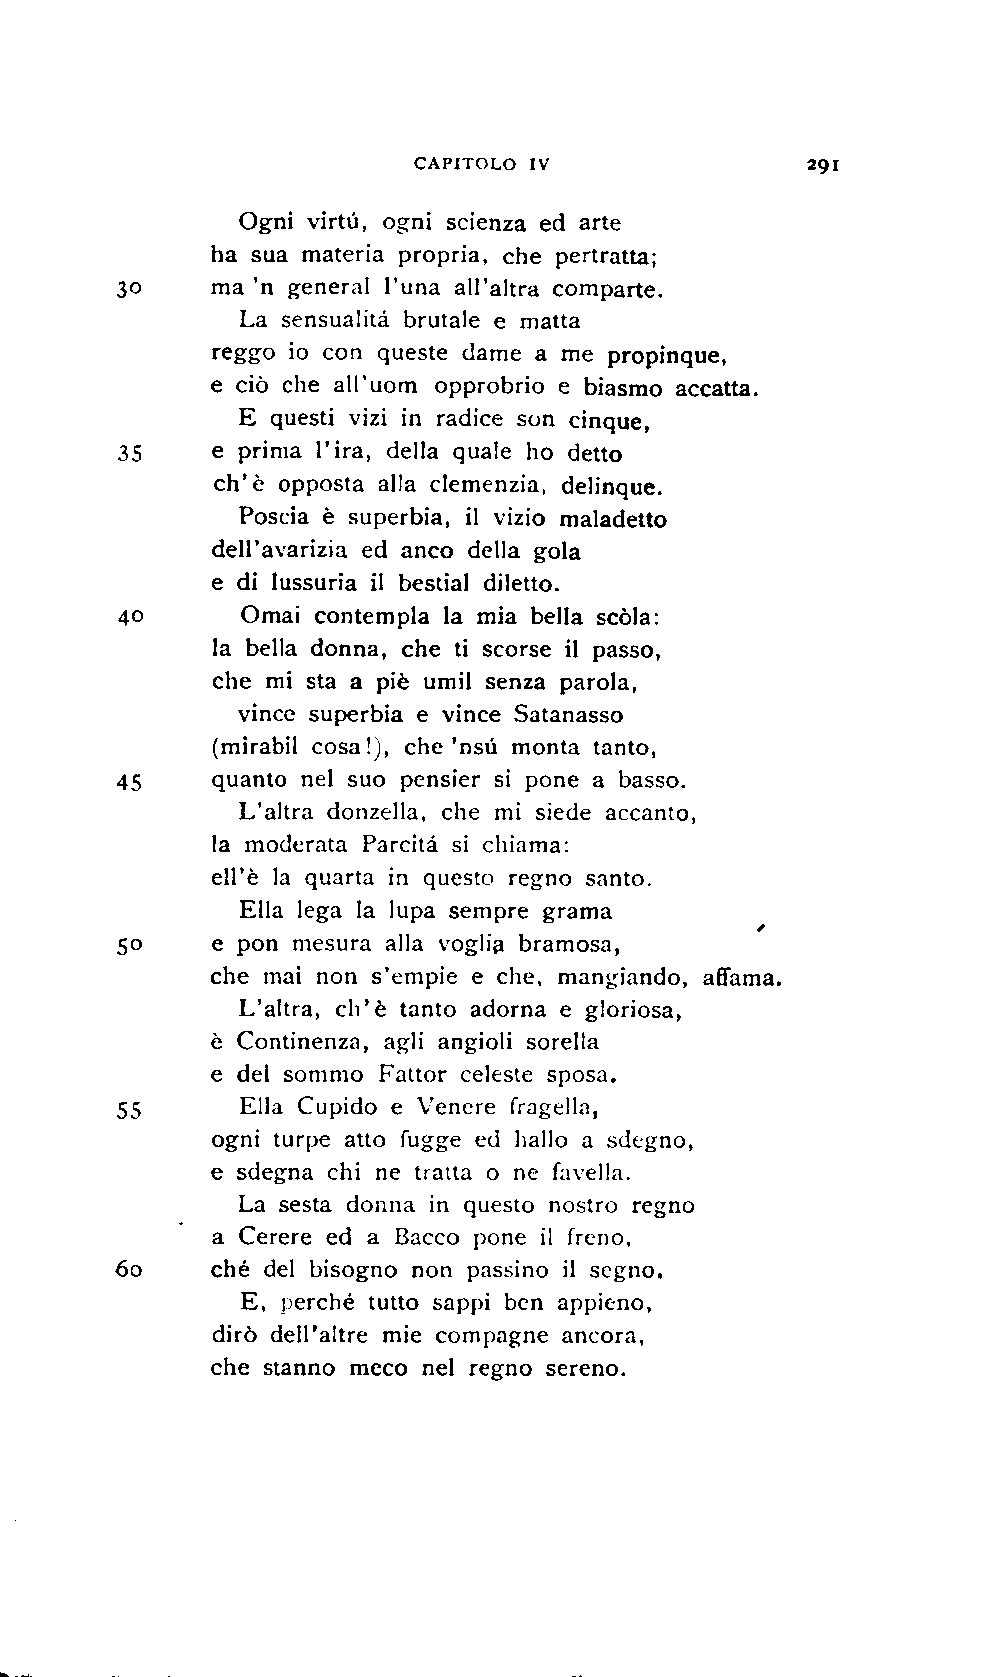 CAPITOLO IV 291
Ogni virtú, ogni scienza ed arte
ha sua materia propria, che pertratta;
30 ma 'n general l'una all'altra comparte.
La sensualitá brutale e matta
reggo io con queste dame a me propinque,
e ciò che all'uom opprobrio e biasmo accatta.
E questi vizi in radice son cinque,
35 e prima l'ira, della quale ho detto
ch'è opposta alla clemenzia, delinque.
Poscia è superbia, il vizio maladetto
dell'avarizia ed anco della gola
e di lussuria il bestial diletto.
40 Omai contempla la mia bella scòla:
la bella donna, che ti scorse il passo,
che mi sta a piè umil senza parola,
vince superbia e vince Satanasso
(mirabil cosa!), che 'nsú monta tanto,
45 quanto nel suo pensier si pone a basso.
L'altra donzella, che mi siede accanto,
la moderata Parcitá si chiama:
ell'è la quarta in questo regno santo.
Ella lega la lupa sempre grama
50 e pon mesura alla voglia bramosa,
che mai non s'empie e che, mangiando, affama.
L'altra, ch'è tanto adorna e gloriosa,
è Continenza, agli angioli sorella
e del sommo Fattor celeste sposa.
55 Ella Cupido e Venere fragella,
ogni turpe atto fugge ed hallo a sdegno,
e sdegna chi ne tratta o ne favella.
La sesta donna in questo nostro regno
a Cerere ed a Bacco pone il freno,
60 ché del bisogno non passino il segno.
E, perché tutto sappi ben appieno,
dirò dell'altre mie compagne ancora,
che stanno meco nel regno sereno.